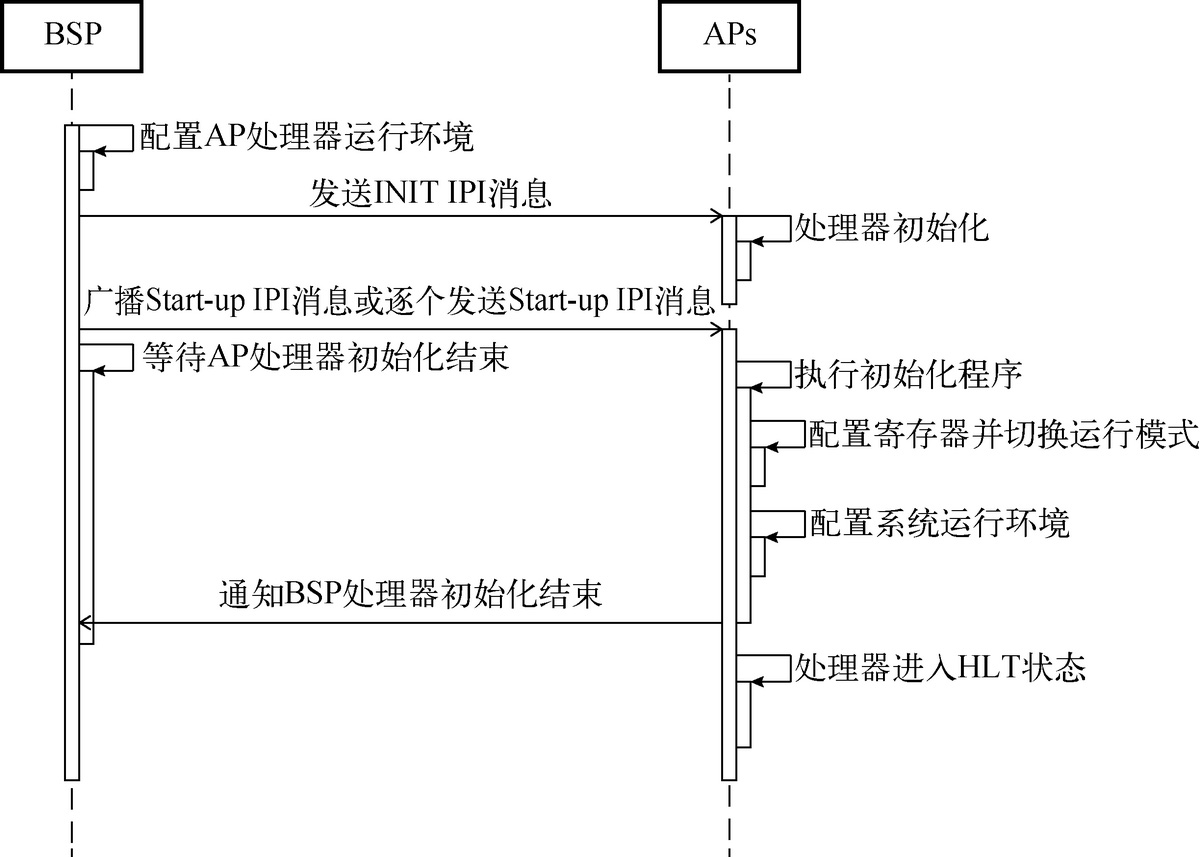 BSP
APs
配置AP处理器运行环境
发送INIT IPI消息
处理器初始化
广播Start-up IPI消息或逐个发送Start-up IPI消息
等待AP处理器初始化结束
执行初始化程序
配置寄存器并切换运行模式
配置系统运行环境
通知BSP处理器初始化结束
处理器进入HLT状态